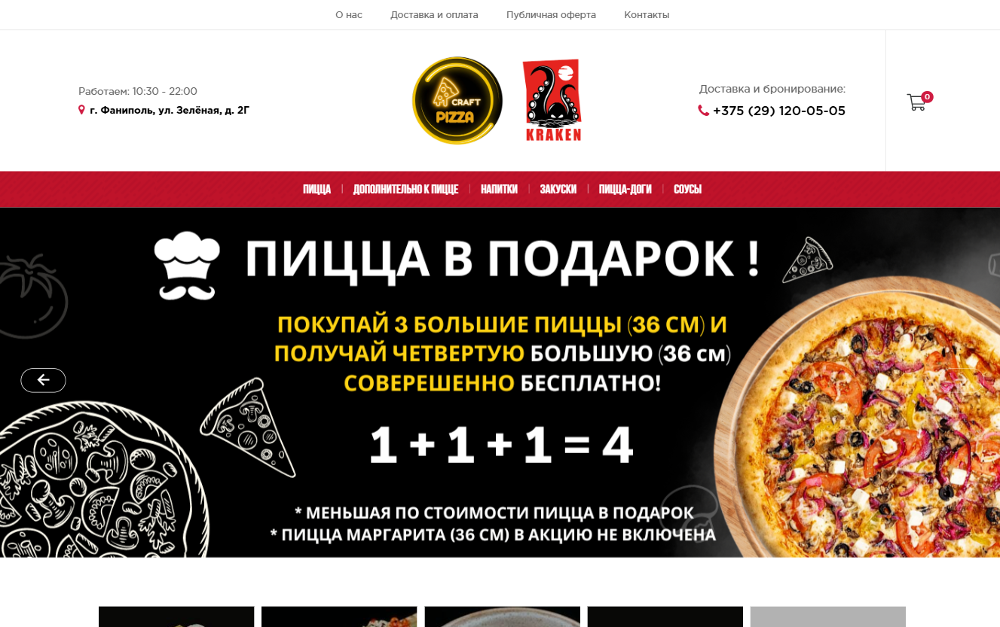 О нас Доставка и оплата Публичная оферта Контакты
Работаем: 10:30 - 22:00
г. Фаниполь, ул. Зелёная, д. 2Г
CRAFT
PIZZA
KRAKEN
Доставка и бронирование:
+375 (29) 120-05-05
0
ПИЦЦА | ДОПОЛНИТЕЛЬНО К ПИЦЦЕ | НАПИТКИ | ЗАКУСКИ | ПИЦЦА-ДОГИ | СОУСЫ
ПИЦЦА В ПОДАРОК !
ПОКУПАЙ 3 БОЛЬШИЕ ПИЦЦЫ (36 СМ) И
ПОЛУЧАЙ ЧЕТВЕРТУЮ БОЛЬШУЮ (36 см)
СОВЕРШЕННО БЕСПЛАТНО!
1 + 1 + 1 = 4
* МЕНЬШАЯ ПО СТОИМОСТИ ПИЦЦА В ПОДАРОК
* ПИЦЦА МАРГАРИТА (36 СМ) В АКЦИЮ НЕ ВКЛЮЧЕНА